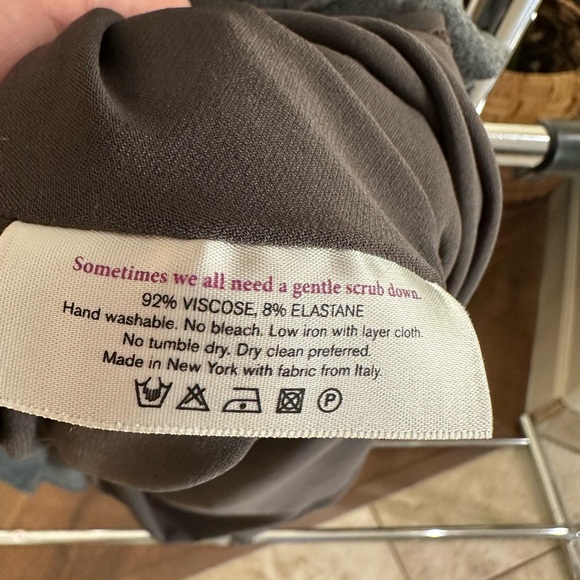 Sometimes we all need a gentle scrub down.
92% VISCOSE, 8% ELASTANE
Hand washable. No bleach. Low iron with layer cloth.
No tumble dry. Dry clean preferred.
Made in New York with fabric from Italy.
P